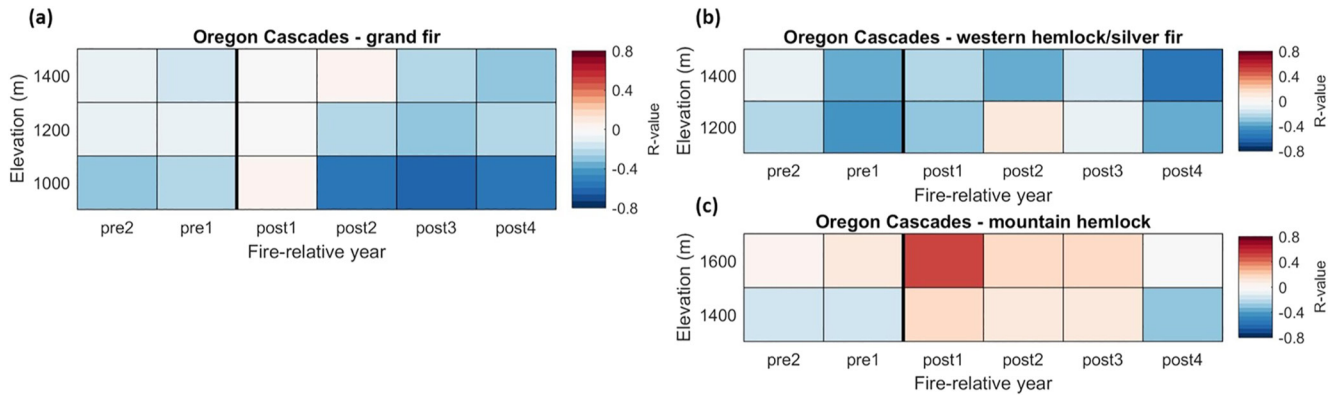 (a)
Oregon Cascades - grand fir
Elevation (m)
1400
1200
1000
pre2 pre1 post1 post2 post3 post4
Fire-relative year
0.8
0.4
0
-0.4
-0.8
R-value
(b)
Oregon Cascades - western hemlock/silver fir
Elevation (m)
1400
1200
pre2 pre1 post1 post2 post3 post4
Fire-relative year
0.8
0.4
0
-0.4
-0.8
R-value
(c)
Oregon Cascades - mountain hemlock
Elevation (m)
1600
1400
pre2 pre1 post1 post2 post3 post4
Fire-relative year
0.8
0.4
0
-0.4
-0.8
R-value